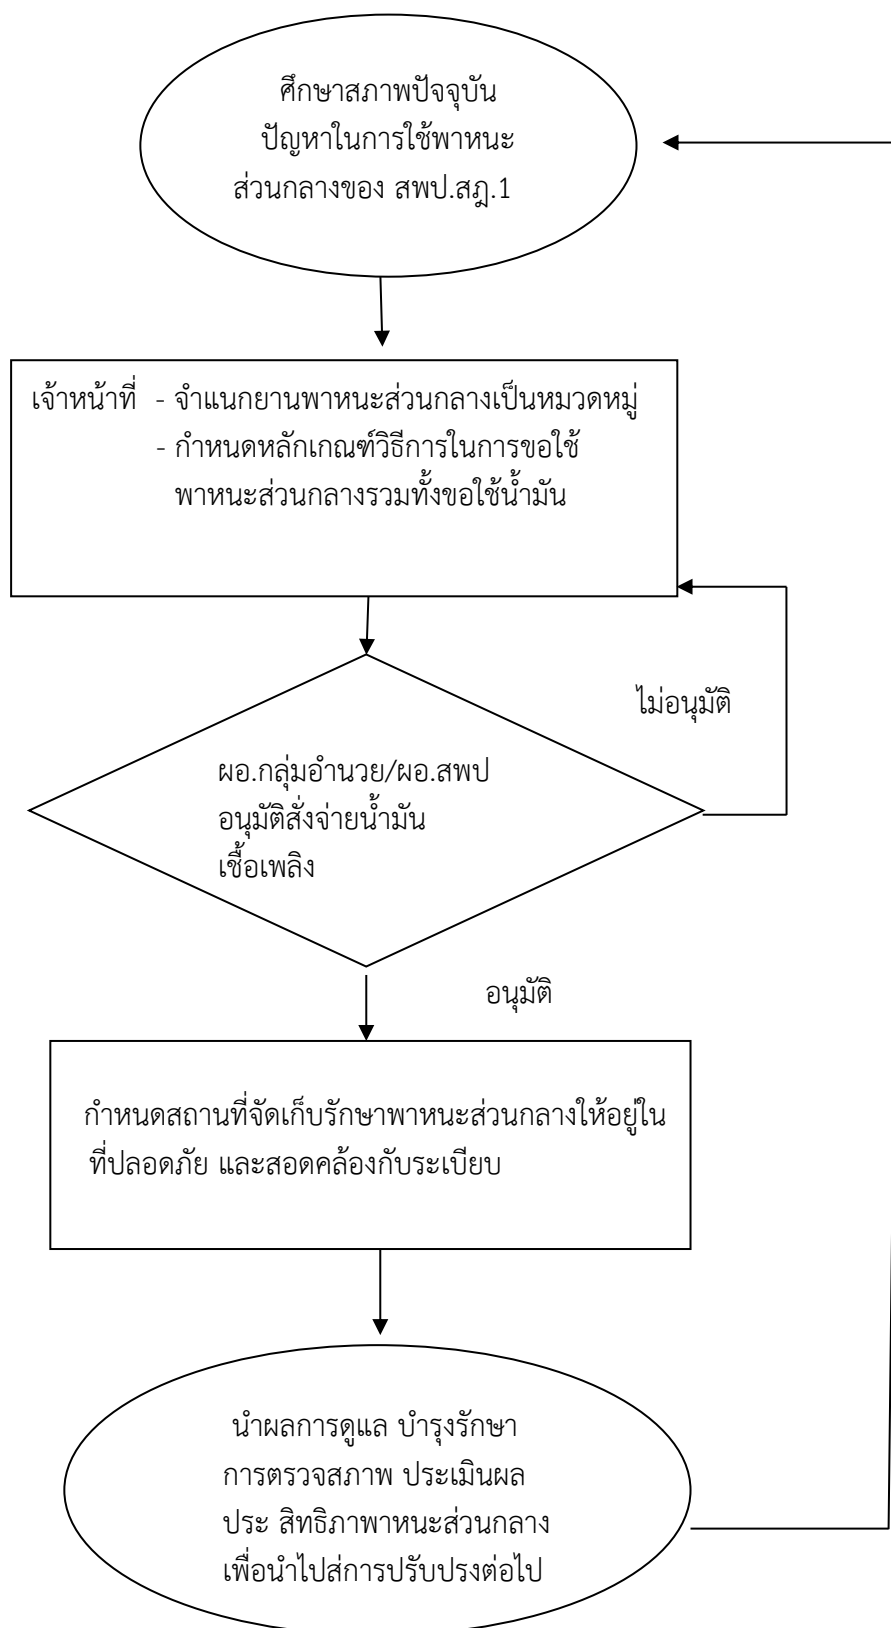 ศึกษาสภาพปัจจุบัน
ปัญหาในการใช้พาหนะ
ส่วนกลางของ สพป.สฎ.1
เจ้าหน้าที่ - จำแนกยานพาหนะส่วนกลางเป็นหมวดหมู่
- กำหนดหลักเกณฑ์วิธีการในการขอใช้
พาหนะส่วนกลางรวมทั้งขอใช้น้ำมัน
ไม่อนุมัติ
ผอ.กลุ่มอำนวย/ผอ.สพป
อนุมัติสั่งจ่ายน้ำมัน
เชื้อเพลิง
อนุมัติ
กำหนดสถานที่จัดเก็บรักษาพาหนะส่วนกลางให้อยู่ใน
ที่ปลอดภัย และสอดคล้องกับระเบียบ
นำผลการดูแล บำรุงรักษา
การตรวจสภาพ ประเมินผล
ประ สิทธิภาพาหนะส่วนกลาง
เพื่อนำไปสู่การปรับปรุงต่อไป